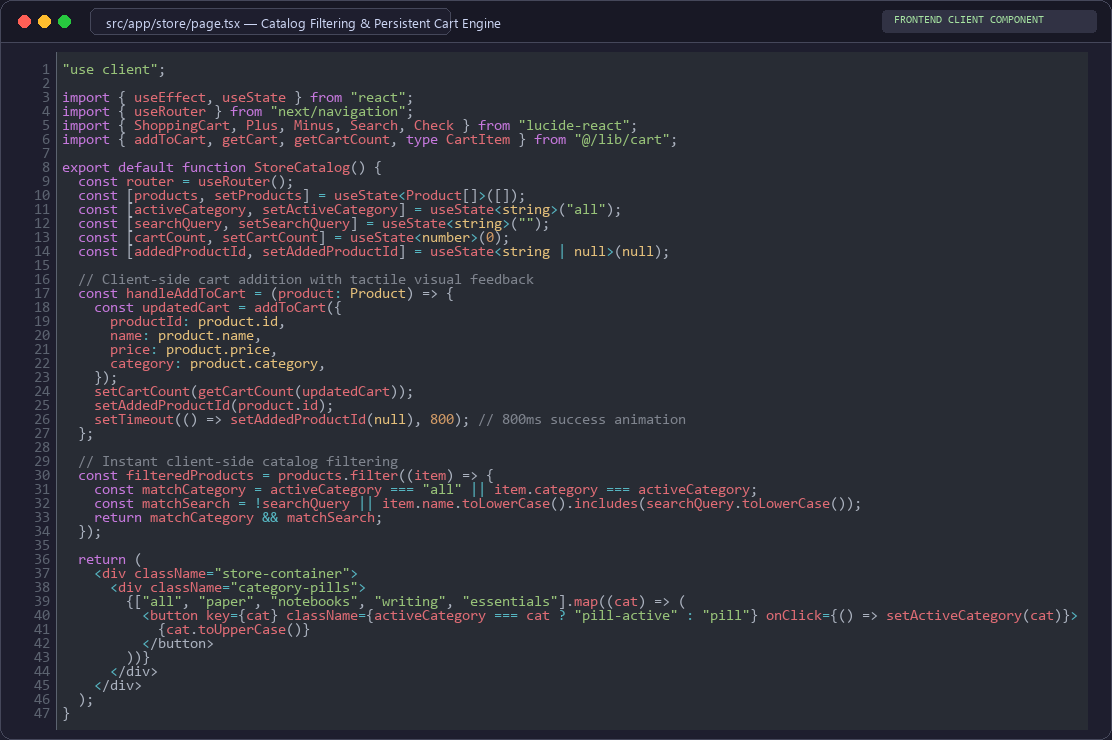 src/app/store/page.tsx — Catalog Filtering & Persistent Cart Engine
FRONTEND CLIENT COMPONENT
1 "use client";
2
3 import { useEffect, useState } from "react";
4 import { useRouter } from "next/navigation";
5 import { ShoppingCart, Plus, Minus, Search, Check } from "lucide-react";
6 import { addToCart, getCart, getCartCount, type CartItem } from "@/lib/cart";
7
8 export default function StoreCatalog() {
9   const router = useRouter();
10   const [products, setProducts] = useState<Product[]>([]);
11   const [activeCategory, setActiveCategory] = useState<string>("all");
12   const [searchQuery, setSearchQuery] = useState<string>("");
13   const [cartCount, setCartCount] = useState<number>(0);
14   const [addedProductId, setAddedProductId] = useState<string | null>(null);
15
16   // Client-side cart addition with tactile visual feedback
17   const handleAddToCart = (product: Product) => {
18     const updatedCart = addToCart({
19       productId: product.id,
20       name: product.name,
21       price: product.price,
22       category: product.category,
23     });
24     setCartCount(getCartCount(updatedCart));
25     setAddedProductId(product.id);
26     setTimeout(() => setAddedProductId(null), 800); // 800ms success animation
27   };
28
29   // Instant client-side catalog filtering
30   const filteredProducts = products.filter((item) => {
31     const matchCategory = activeCategory === "all" || item.category === activeCategory;
32     const matchSearch = !searchQuery || item.name.toLowerCase().includes(searchQuery.toLowerCase());
33     return matchCategory && matchSearch;
34   });
35
36   return (
37     <div className="store-container">
38       <div className="category-pills">
39         {["all", "paper", "notebooks", "writing", "essentials"].map((cat) => (
40           <button key={cat} className={activeCategory === cat ? "pill-active" : "pill"} onClick={() => setActiveCategory(cat)}>
41             {cat.toUpperCase()}
42           </button>
43         ))}
44       </div>
45     </div>
46   );
47 }